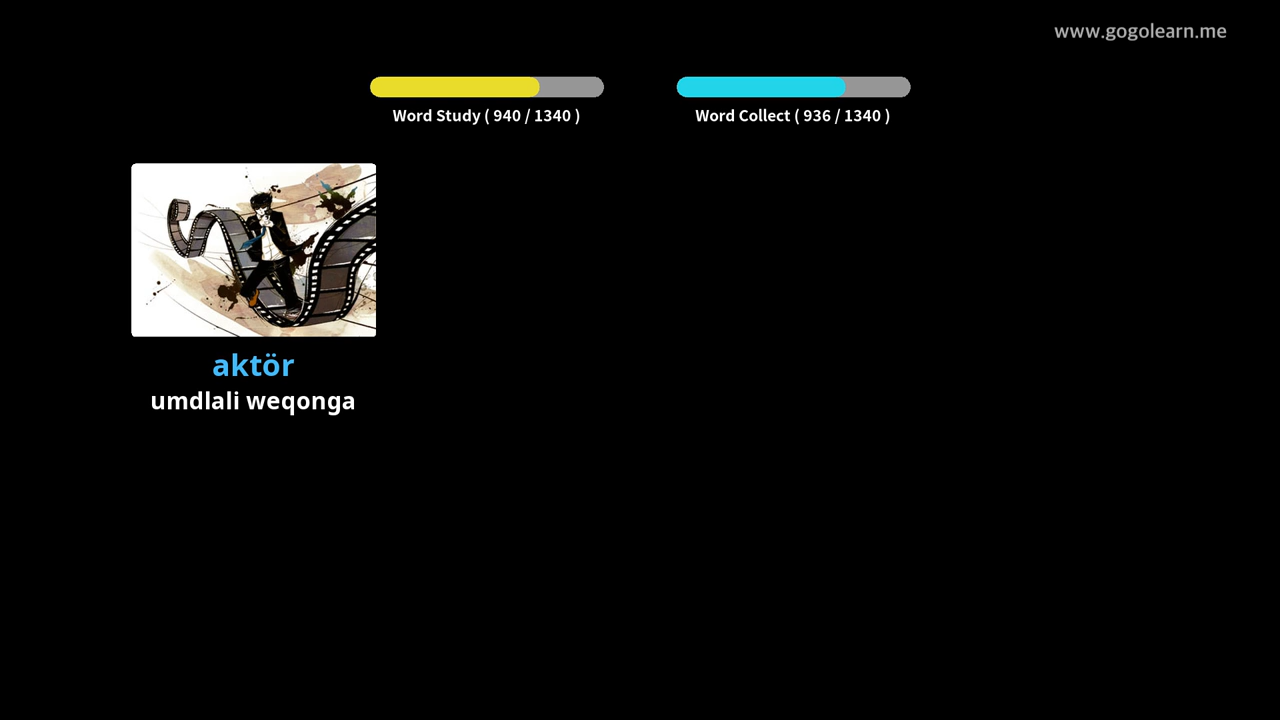 www.gogolearn.me
Word Study ( 940 / 1340 )
Word Collect ( 936 / 1340 )
aktör
umdlali weqonga